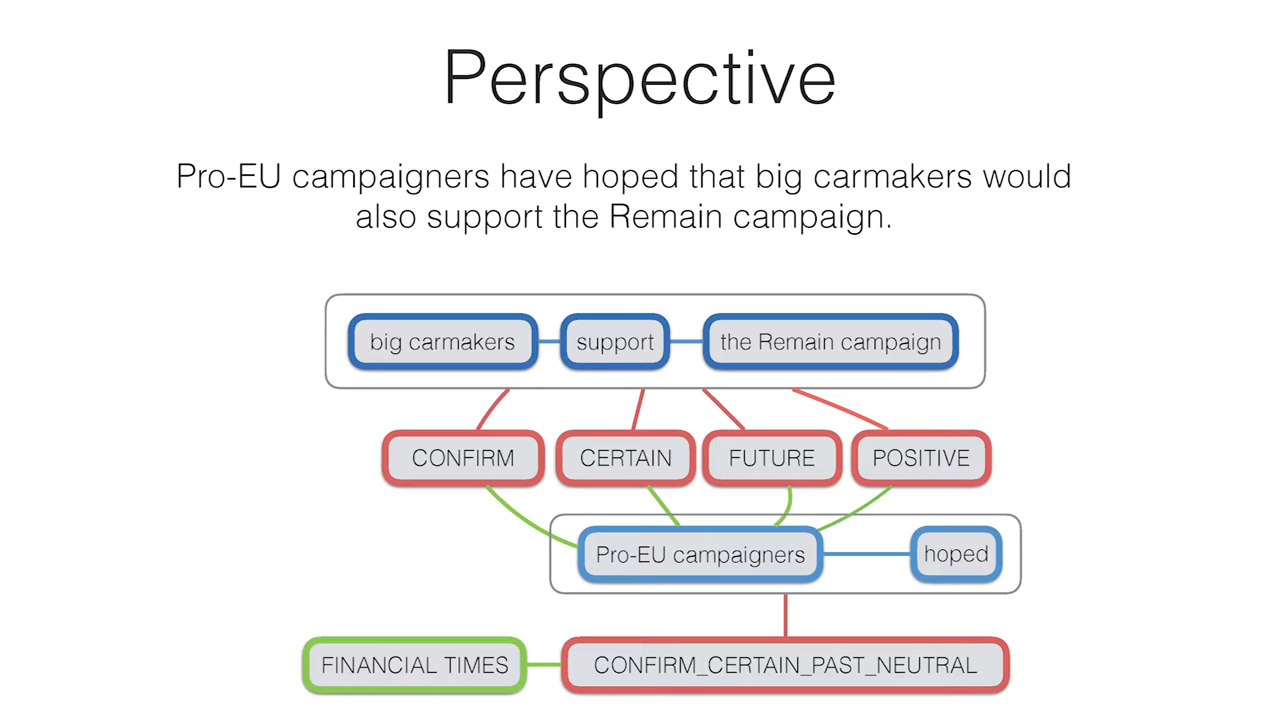 Perspective
Pro-EU campaigners have hoped that big carmakers would
also support the Remain campaign.
big carmakers support the Remain campaign
CONFIRM CERTAIN FUTURE POSITIVE
Pro-EU campaigners hoped
FINANCIAL TIMES CONFIRM_CERTAIN_PAST_NEUTRAL